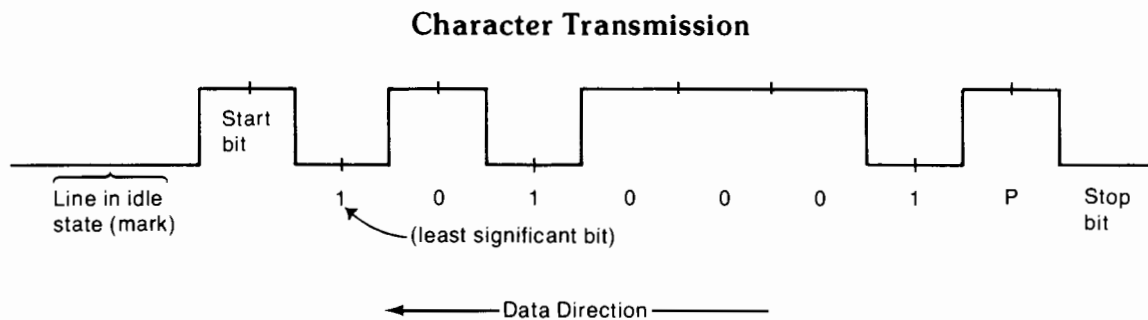 Character Transmission
Start
bit
Line in idle
state (mark)
1 0 1 0 0 0 1 P Stop
bit
(least significant bit)
Data Direction